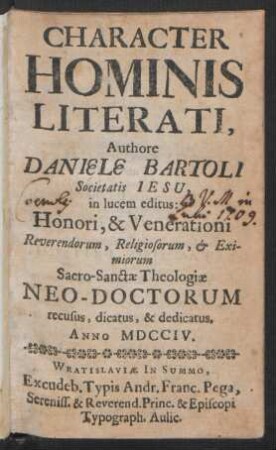 CHARACTER
HOMINIS
LITERATI,
Authore
DANIELE BARTOLI
Societatis IESU,
in lucem editus:
Honori, & Venerationi
Reverendorum, Religiosorum, & Exi-
miorum
Sacro-Sanctæ Theologiæ
NEO-DOCTORUM
recusus, dicatus, & dedicatus.
ANNO MDCCIV.
WRATISLAVIÆ IN SUMMO,
Excudeb. Typis Andr. Franc. Pega,
Sereniss. & Reverend. Princ. & Episcopi
Typograph. Aulic.